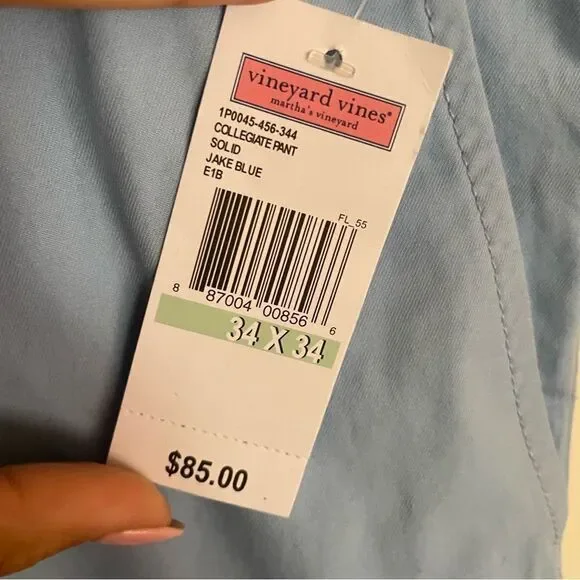 vineyard vines®
martha's vineyard
1P0045-456-344
COLLEGIATE PANT
SOLID
JAKE BLUE
E1B
FL_55
8 87004 00856 6
34 X 34
$85.00